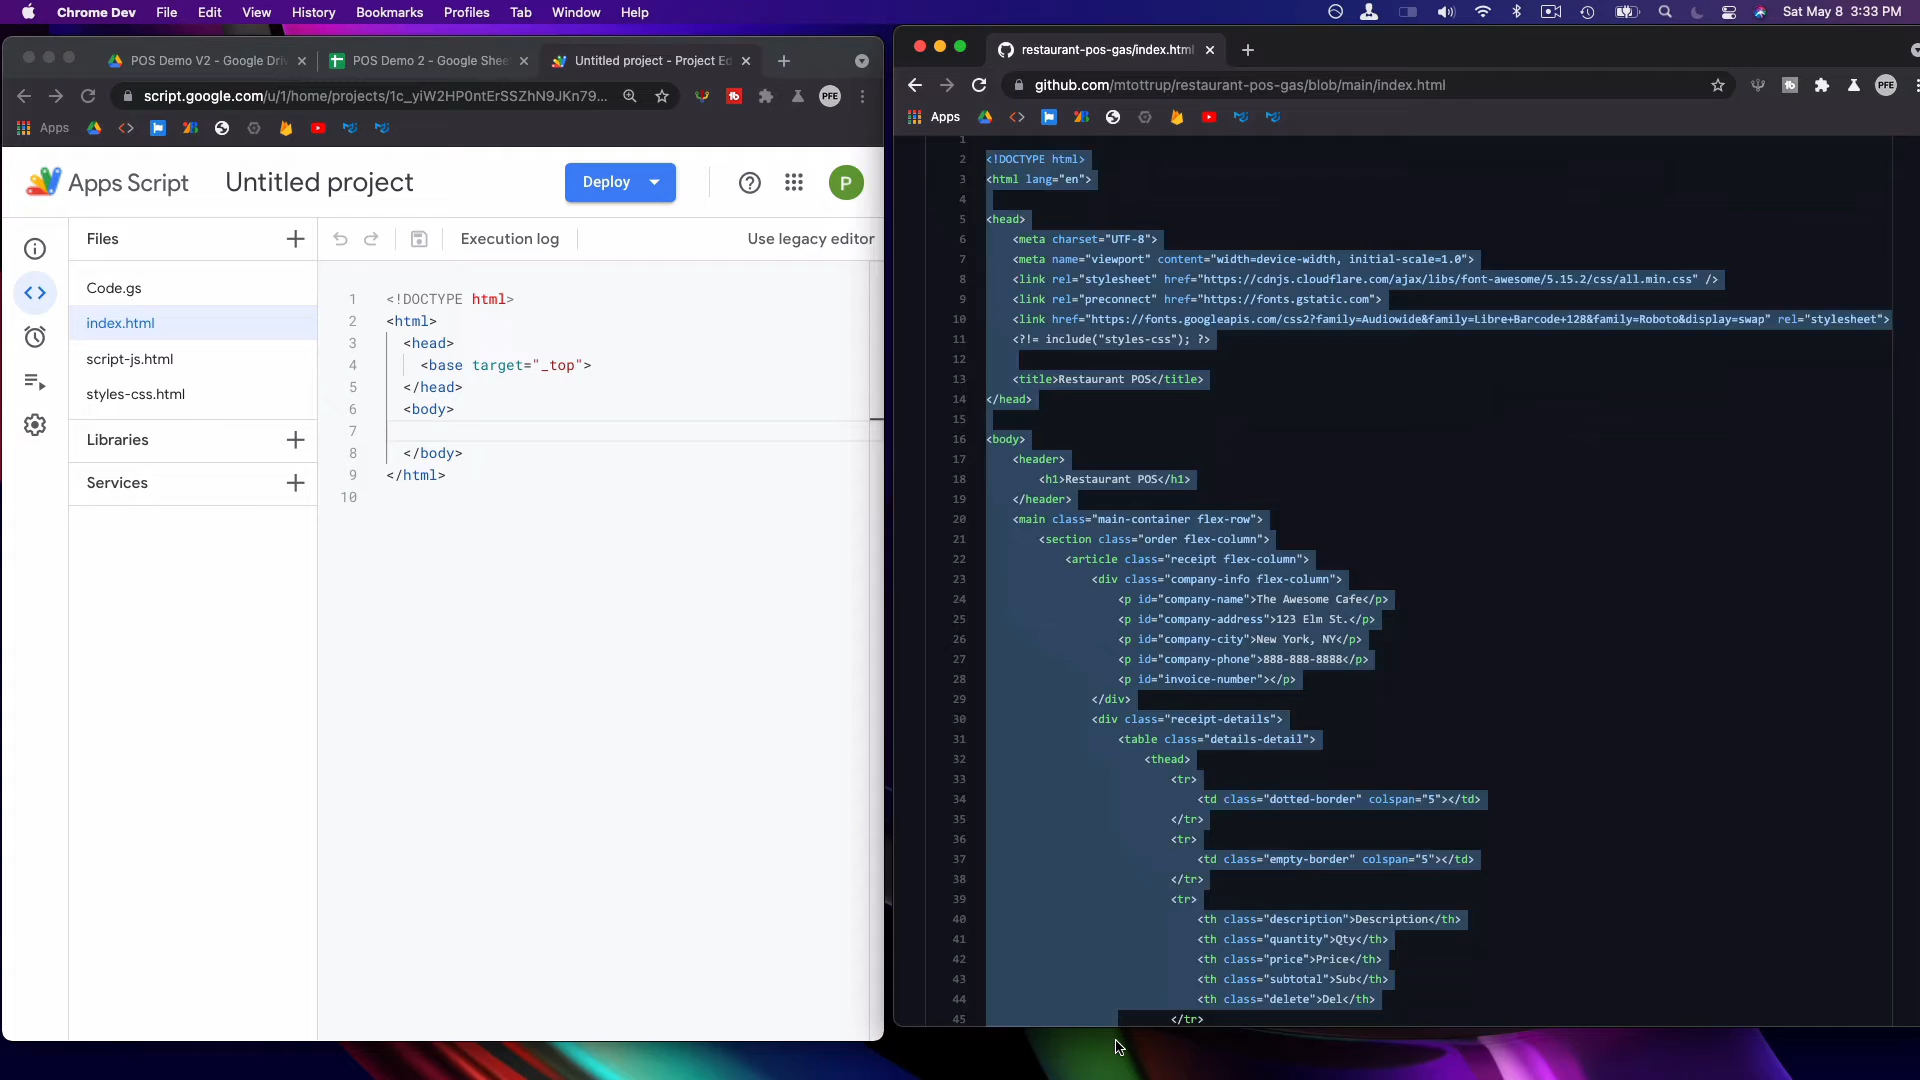 Chrome Dev File Edit View History Bookmarks Profiles Tab Window Help
Sat May 8 3:33 PM
POS Demo V2 - Google Driv
POS Demo 2 - Google Shee
Untitled project - Project Ed
script.google.com/u/1/home/projects/1c_yiW2HP0ntErSSZhN9JKn79...
PFE
Apps
Apps Script
Untitled project
Deploy
P
Files
Execution log
Use legacy editor
Code.gs
index.html
script-js.html
styles-css.html
Libraries
Services
1 <!DOCTYPE html>
2 <html>
3 <head>
4 <base target="_top">
5 </head>
6 <body>
7
8 </body>
9 </html>
10
restaurant-pos-gas/index.html
github.com/mtottrup/restaurant-pos-gas/blob/main/index.html
PFE
Apps
1
2 <!DOCTYPE html>
3 <html lang="en">
4
5 <head>
6 <meta charset="UTF-8">
7 <meta name="viewport" content="width=device-width, initial-scale=1.0">
8 <link rel="stylesheet" href="https://cdnjs.cloudflare.com/ajax/libs/font-awesome/5.15.2/css/all.min.css" />
9 <link rel="preconnect" href="https://fonts.gstatic.com">
10 <link href="https://fonts.googleapis.com/css2?family=Audiowide&family=Libre+Barcode+128&family=Roboto&display=swap" rel="stylesheet">
11 <?!= include("styles-css"); ?>
12
13 <title>Restaurant POS</title>
14 </head>
15
16 <body>
17 <header>
18 <h1>Restaurant POS</h1>
19 </header>
20 <main class="main-container flex-row">
21 <section class="order flex-column">
22 <article class="receipt flex-column">
23 <div class="company-info flex-column">
24 <p id="company-name">The Awesome Cafe</p>
25 <p id="company-address">123 Elm St.</p>
26 <p id="company-city">New York, NY</p>
27 <p id="company-phone">888-888-8888</p>
28 <p id="invoice-number"></p>
29 </div>
30 <div class="receipt-details">
31 <table class="details-detail">
32 <thead>
33 <tr>
34 <td class="dotted-border" colspan="5"></td>
35 </tr>
36 <tr>
37 <td class="empty-border" colspan="5"></td>
38 </tr>
39 <tr>
40 <th class="description">Description</th>
41 <th class="quantity">Qty</th>
42 <th class="price">Price</th>
43 <th class="subtotal">Sub</th>
44 <th class="delete">Del</th>
45 </tr>